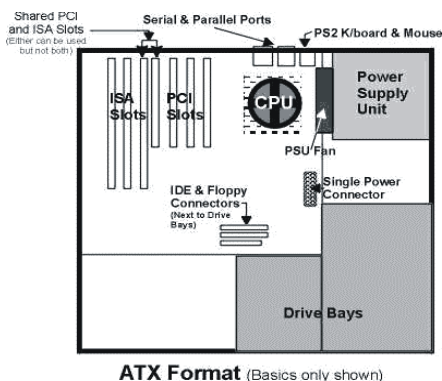 Shared PCI
and ISA Slots
(Either can be used
but not both)
Serial & Parallel Ports
PS2 K/board & Mouse
ISA
Slots
PCI
Slots
CPU
Power
Supply
Unit
PSU Fan
Single Power
Connector
IDE & Floppy
Connectors
(Next to Drive
Bays)
Drive Bays
ATX Format (Basics only shown)